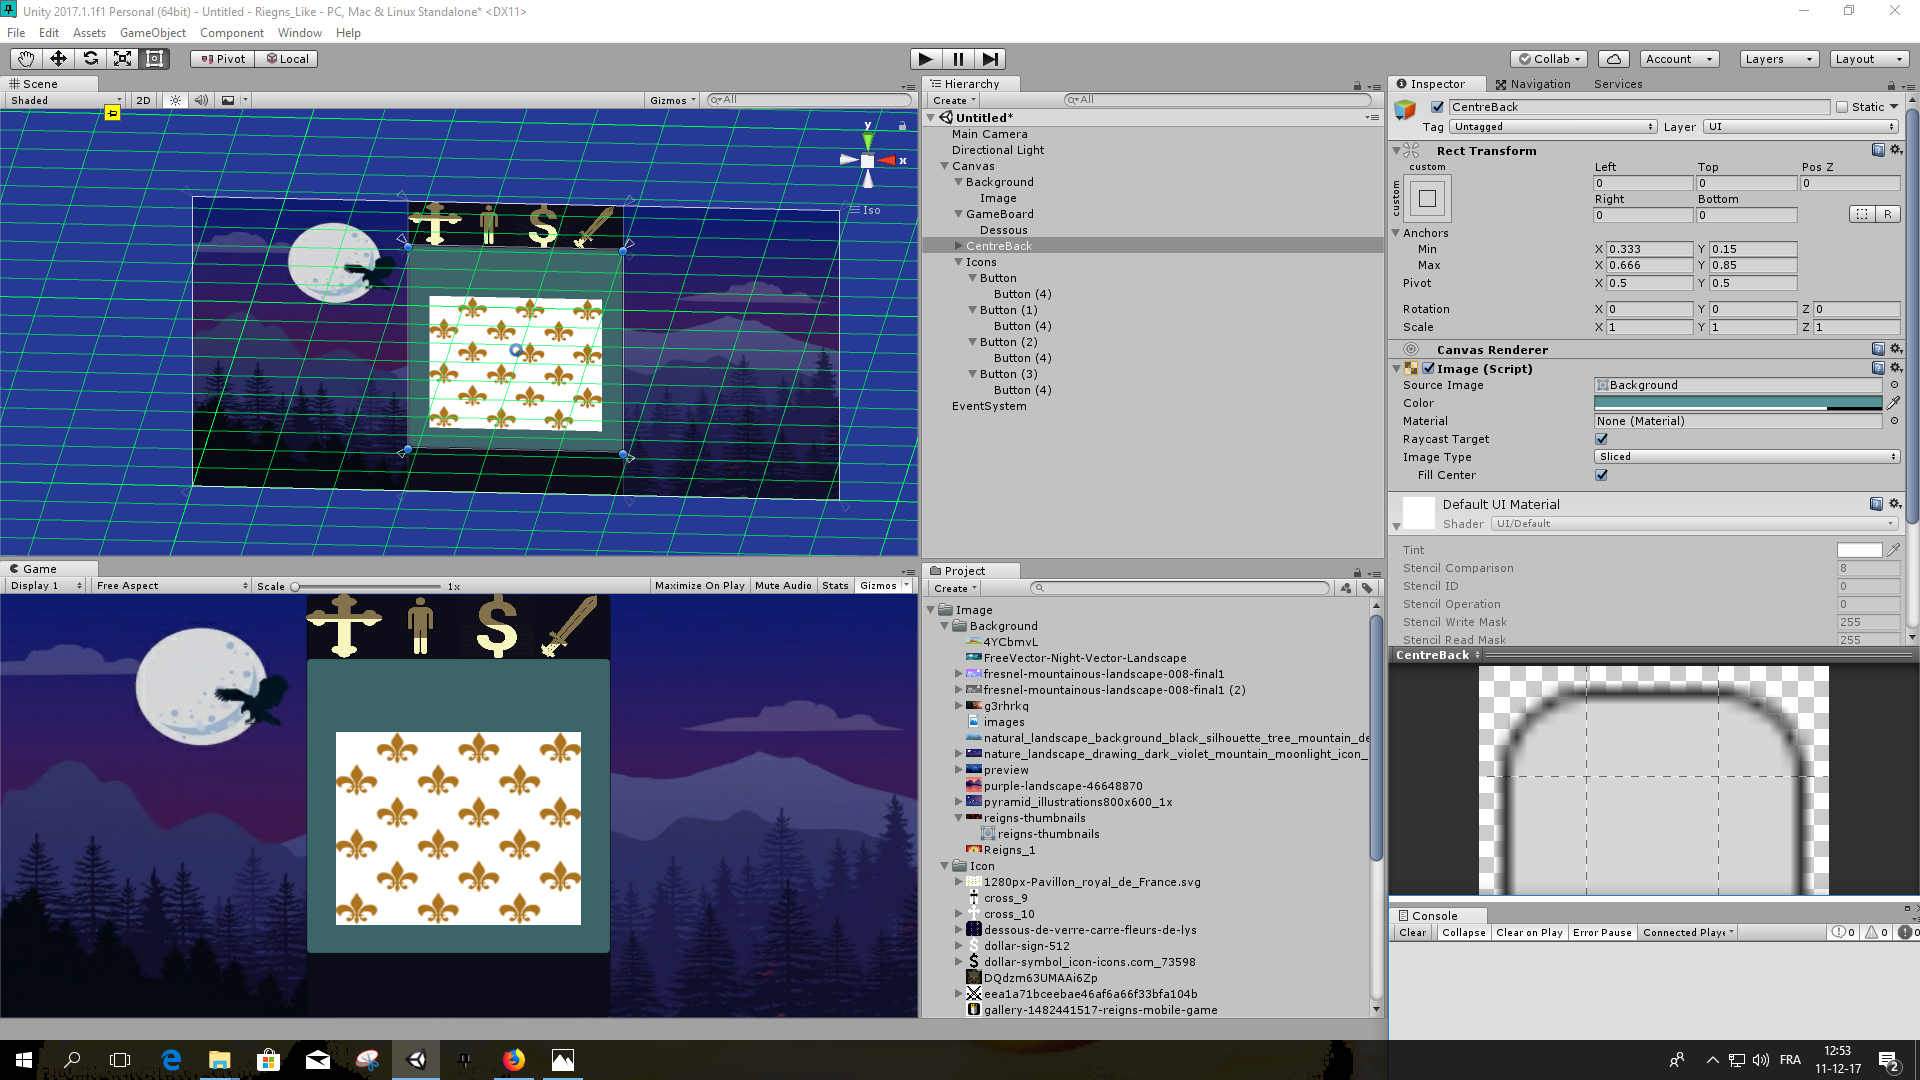 Unity 2017.1.1f1 Personal (64bit) - Untitled - Riegns_Like - PC, Mac & Linux Standalone* <DX11>
File Edit Assets GameObject Component Window Help
Pivot Local
Collab Account Layers Layout
Scene
Shaded 2D Gizmos All
y
x
Iso
Game
Display 1 Free Aspect Scale 1x Maximize On Play Mute Audio Stats Gizmos
Hierarchy
Create All
Untitled*
Main Camera
Directional Light
Canvas
Background
Image
GameBoard
Dessous
CentreBack
Icons
Button
Button (4)
Button (1)
Button (4)
Button (2)
Button (4)
Button (3)
Button (4)
EventSystem
Project
Create
Image
Background
4YCbmvL
FreeVector-Night-Vector-Landscape
fresnel-mountainous-landscape-008-final1
fresnel-mountainous-landscape-008-final1 (2)
g3rhrkq
images
natural_landscape_background_black_silhouette_tree_mountain_de
nature_landscape_drawing_dark_violet_mountain_moonlight_icon_
preview
purple-landscape-46648870
pyramid_illustrations800x600_1x
reigns-thumbnails
reigns-thumbnails
Reigns_1
Icon
1280px-Pavillon_royal_de_France.svg
cross_9
cross_10
dessous-de-verre-carre-fleurs-de-lys
dollar-sign-512
dollar-symbol_icon-icons.com_73598
DQdzm63UMAAi6Zp
eea1a71bceebae46af6a66f33bfa104b
gallery-1482441517-reigns-mobile-game
Inspector Navigation Services
CentreBack Static
Tag Untagged Layer UI
Rect Transform
custom Left Top Pos Z
custom
0 0 0
Right Bottom
0 0 R
Anchors
Min X 0.333 Y 0.15
Max X 0.666 Y 0.85
Pivot X 0.5 Y 0.5
Rotation X 0 Y 0 Z 0
Scale X 1 Y 1 Z 1
Canvas Renderer
Image (Script)
Source Image Background
Color
Material None (Material)
Raycast Target
Image Type Sliced
Fill Center
Default UI Material
Shader UI/Default
Tint
Stencil Comparison 8
Stencil ID 0
Stencil Operation 0
Stencil Write Mask 255
Stencil Read Mask 255
CentreBack
Console
Clear Collapse Clear on Play Error Pause Connected Playe 0 0 0
FRA
12:53
11-12-17
2